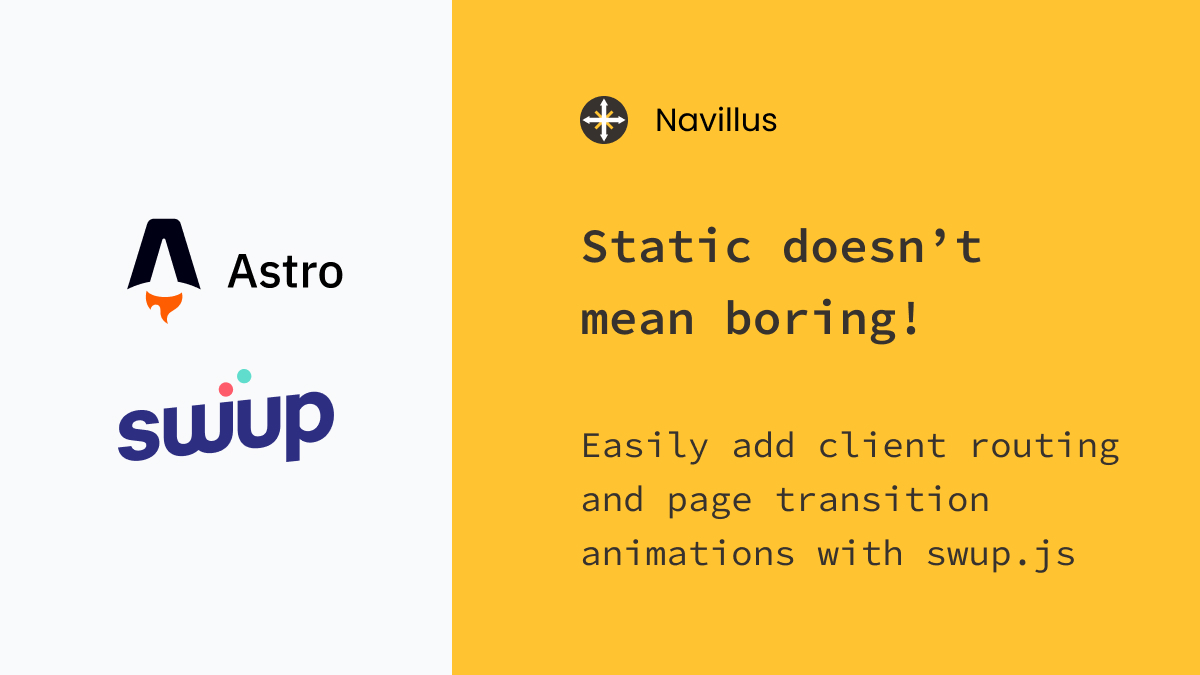 Astro
swup
Navillus
Static doesn’t
mean boring!
Easily add client routing
and page transition
animations with swup.js